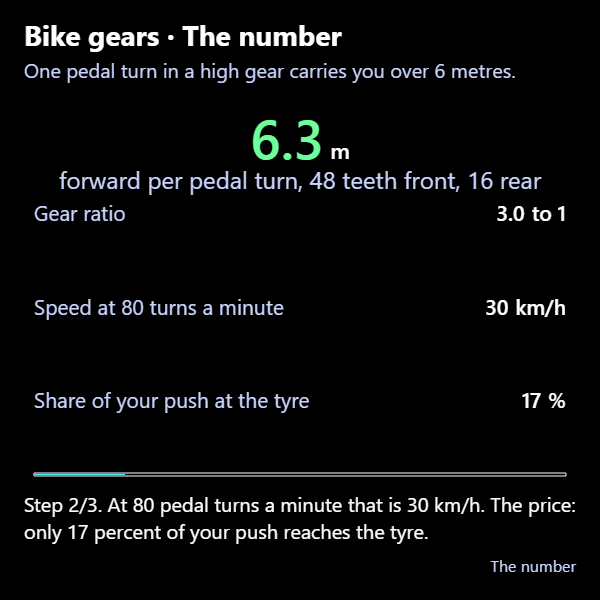 Bike gears · The number
One pedal turn in a high gear carries you over 6 metres.
6.3 m
forward per pedal turn, 48 teeth front, 16 rear
Gear ratio 3.0 to 1
Speed at 80 turns a minute 30 km/h
Share of your push at the tyre 17 %
Step 2/3. At 80 pedal turns a minute that is 30 km/h. The price:
only 17 percent of your push reaches the tyre.
The number